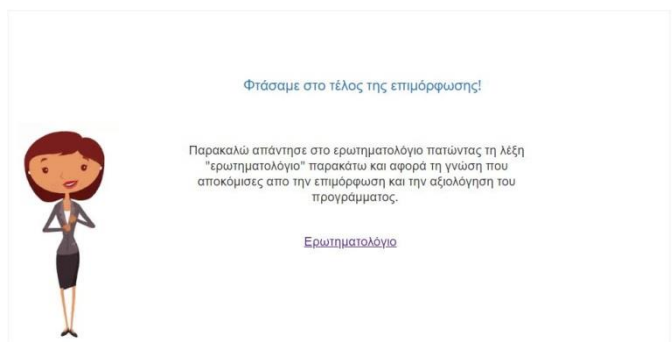 Φτάσαμε στο τέλος της επιμόρφωσης!
Παρακαλώ απάντησε στο ερωτηματολόγιο πατώντας τη λέξη
"ερωτηματολόγιο" παρακάτω και αφορά τη γνώση που
αποκόμισες απο την επιμόρφωση και την αξιολόγηση του
προγράμματος.
Ερωτηματολόγιο